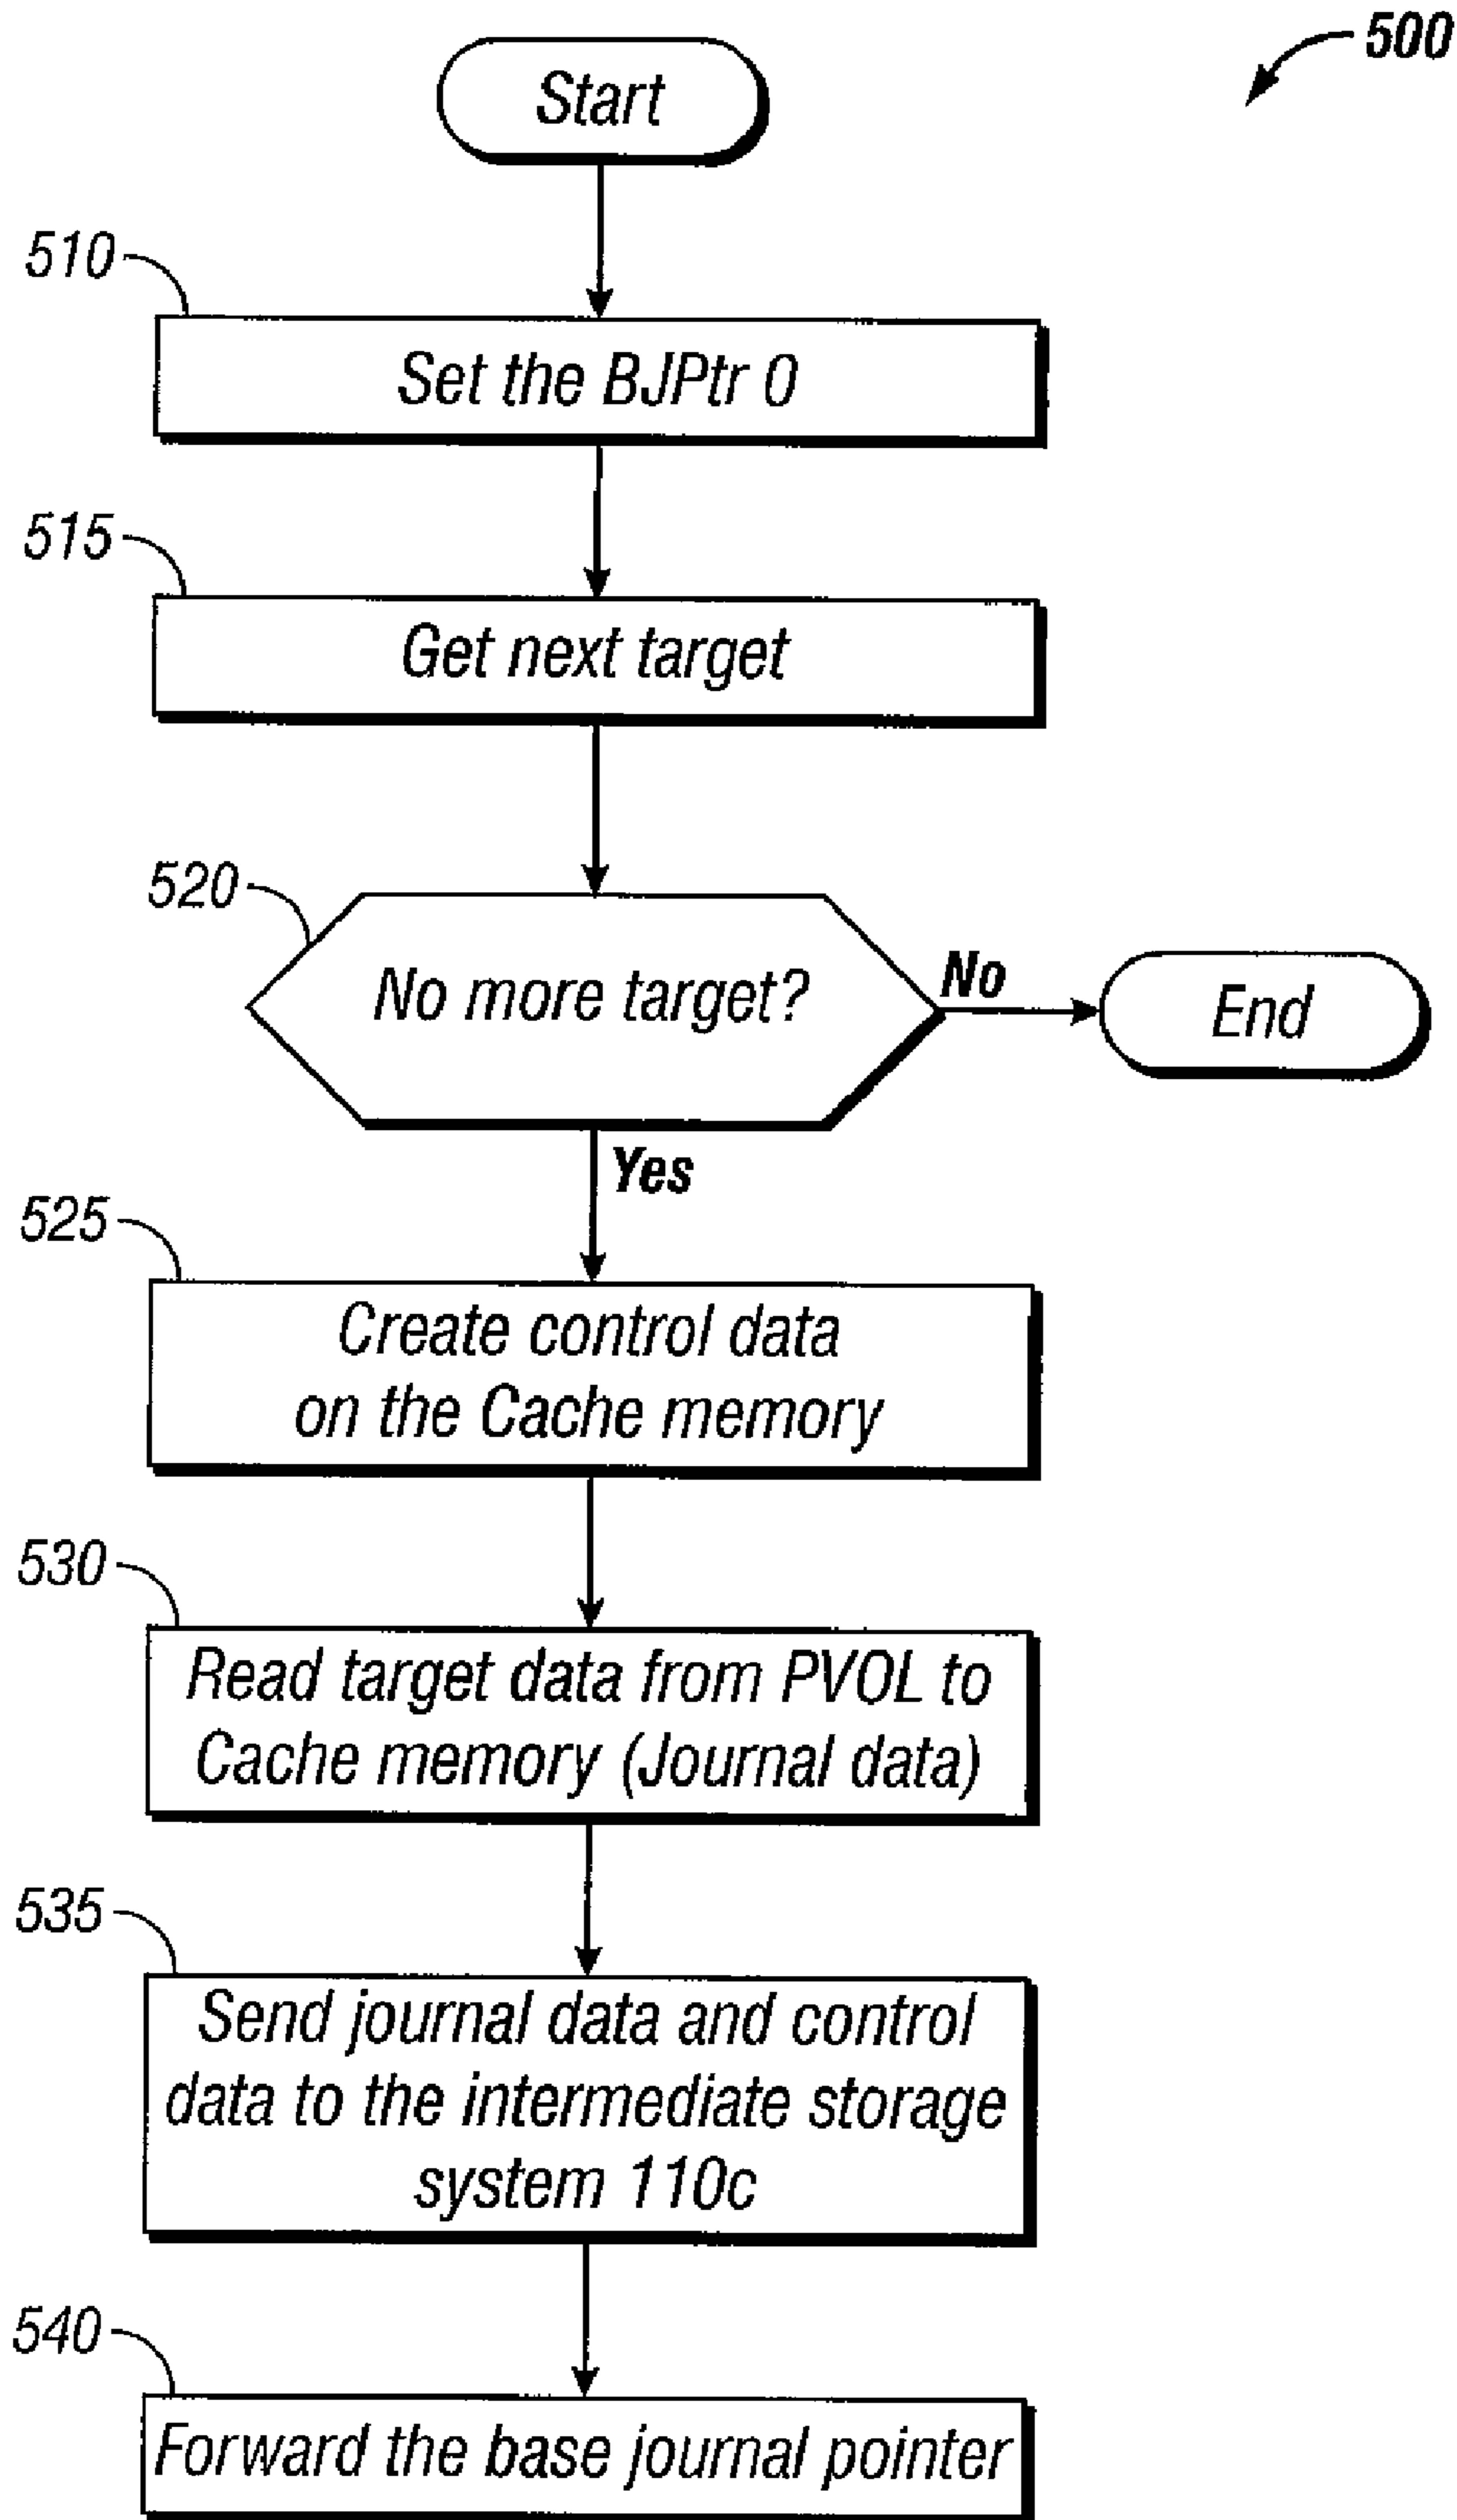 500
Start
510
Set the BJPtr 0
515
Get next target
520
No more target?
No
End
Yes
525
Create control data
on the Cache memory
530
Read target data from PVOL to
Cache memory (Journal data)
535
Send journal data and control
data to the intermediate storage
system 110c
540
Forward the base journal pointer